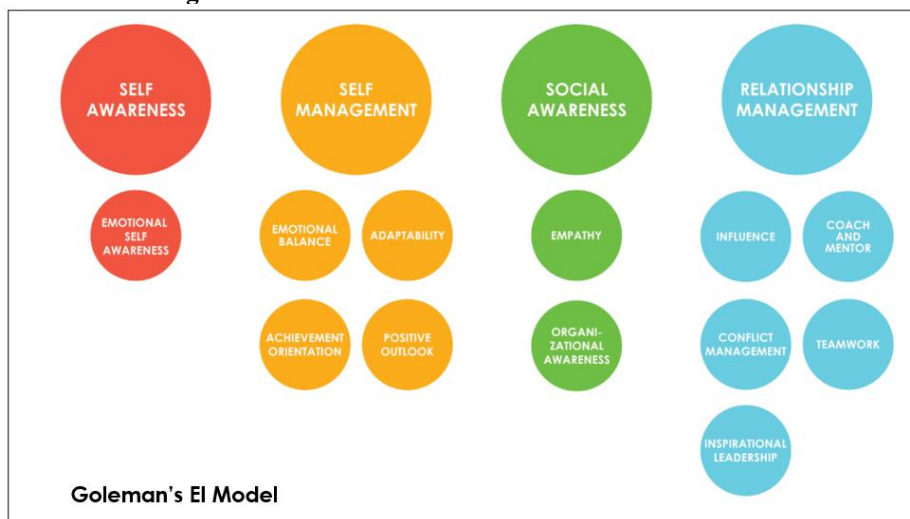 SELF
AWARENESS
SELF
MANAGEMENT
SOCIAL
AWARENESS
RELATIONSHIP
MANAGEMENT
EMOTIONAL
SELF
AWARENESS
EMOTIONAL
BALANCE
ADAPTABILITY
EMPATHY
INFLUENCE
COACH
AND
MENTOR
ACHIEVEMENT
ORIENTATION
POSITIVE
OUTLOOK
ORGANI-
ZATIONAL
AWARENESS
CONFLICT
MANAGEMENT
TEAMWORK
INSPIRATIONAL
LEADERSHIP
Goleman's EI Model